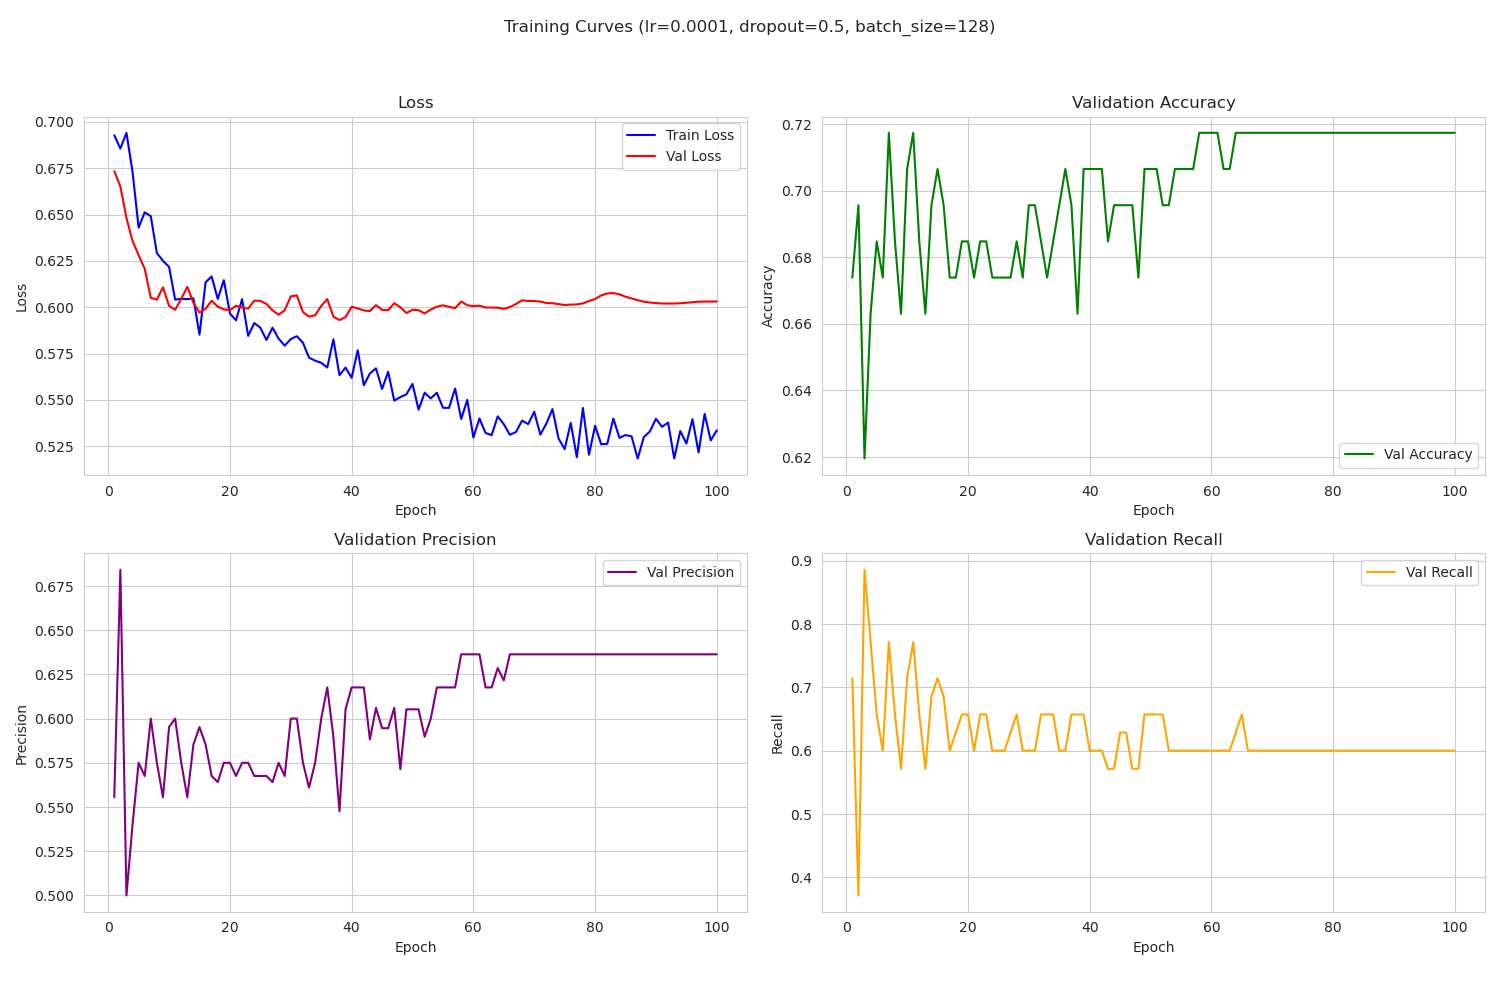 Training Curves (lr=0.0001, dropout=0.5, batch_size=128)
Loss
0.700
0.675
0.650
0.625
0.600
0.575
0.550
0.525
Loss
Train Loss
Val Loss
0 20 40 60 80 100
Epoch
Validation Accuracy
0.72
0.70
0.68
0.66
0.64
0.62
Accuracy
Val Accuracy
0 20 40 60 80 100
Epoch
Validation Precision
0.675
0.650
0.625
0.600
0.575
0.550
0.525
0.500
Precision
Val Precision
0 20 40 60 80 100
Epoch
Validation Recall
0.9
0.8
0.7
0.6
0.5
0.4
Recall
Val Recall
0 20 40 60 80 100
Epoch